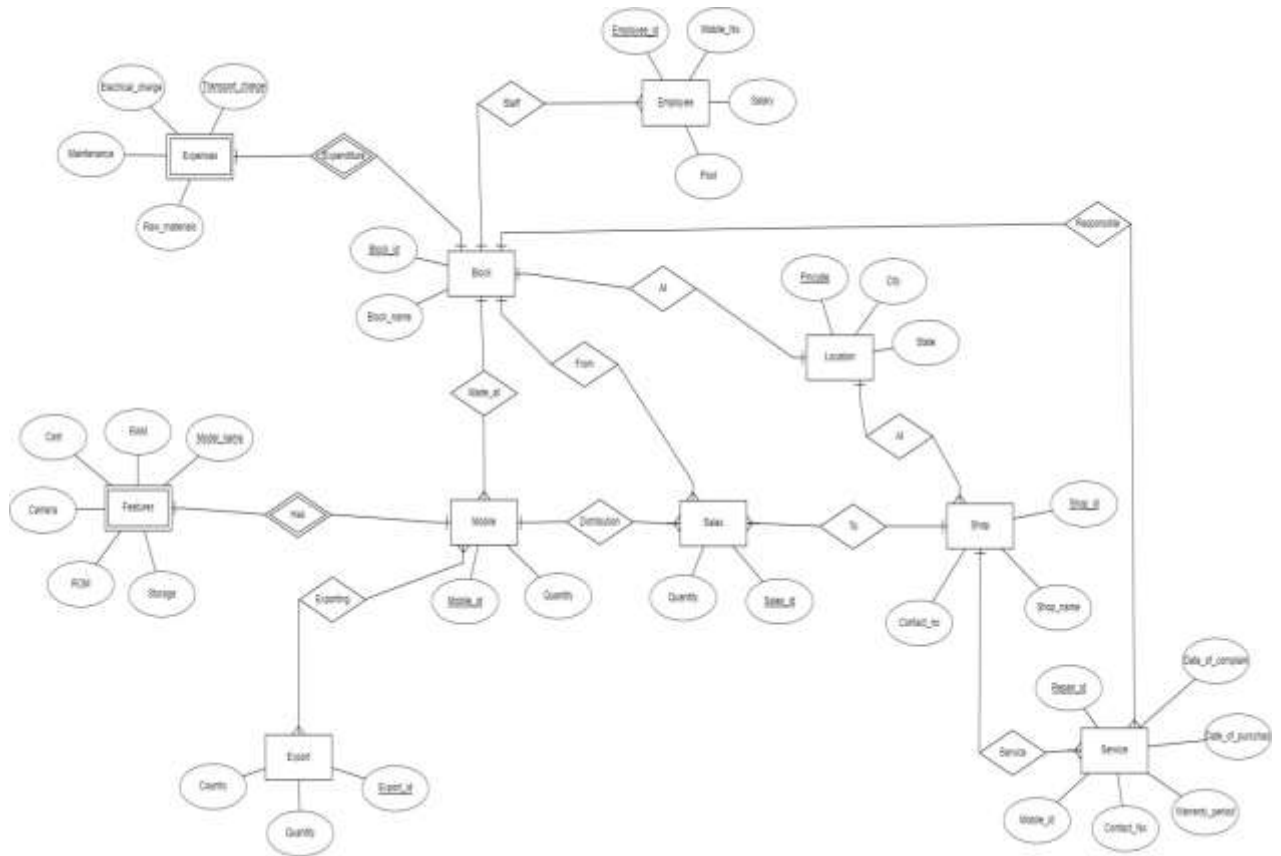 Employee_id
Mobile_No
Electrical_charge
Transport_charge
Staff
Employee
Salary
Maintenance
Expenses
Expenditure
Post
Raw_materials
Responsible
Block_id
Block
At
Pincode
City
Block_name
State
Location
From
Made_at
Cost
RAM
Model_name
At
Camera
Features
Has
Mobile
Distribution
Sales
To
Shop
Shop_id
ROM
Storage
Exporting
Mobile_id
Quantity
Quantity
Sales_id
Contact_no
Shop_name
Date_of_complain
Repair_id
Export
Service
Service
Country
Export_id
Mobile_id
Contact_No
Warranty_period
Quantity